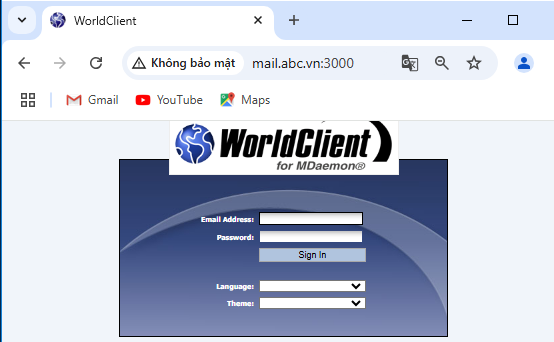 WorldClient
Không bảo mật mail.abc.vn:3000
Gmail YouTube Maps
WorldClient
for MDaemon®
Email Address:
Password:
Sign In
Language:
Theme: